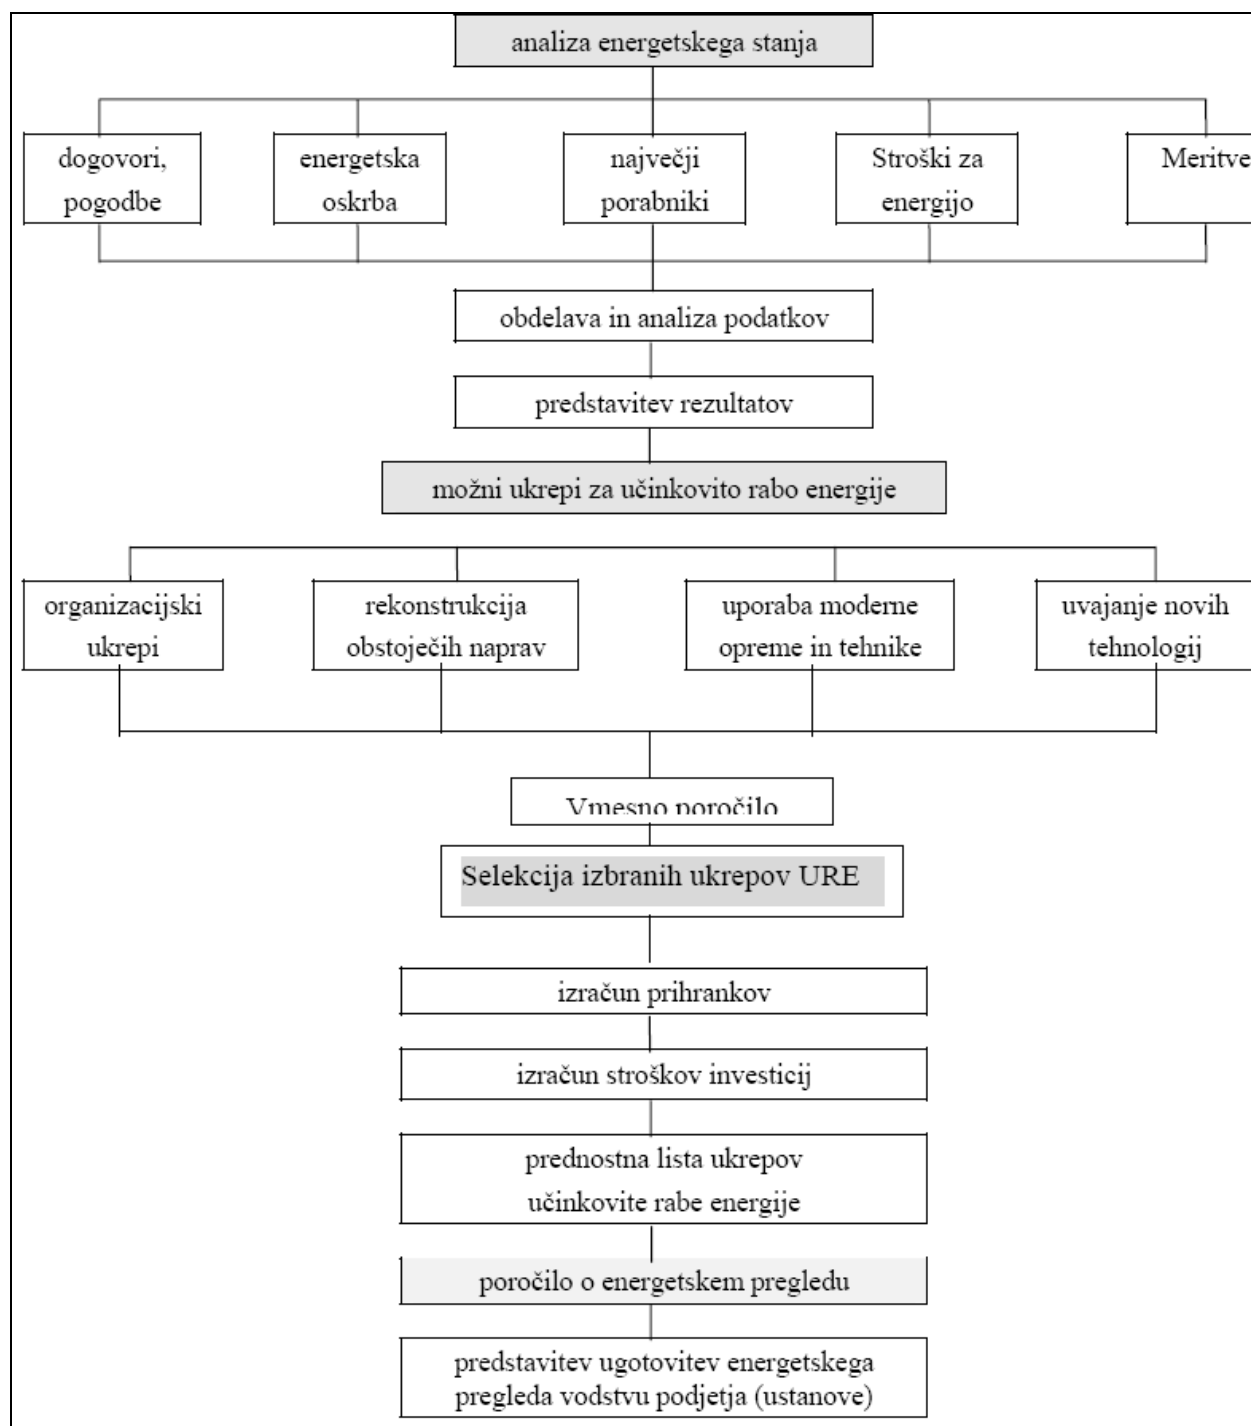 analiza energetskega stanja
dogovori,
pogodbe
energetska
oskrba
največji
porabniki
Stroški za
energijo
Meritve
obdelava in analiza podatkov
predstavitev rezultatov
možni ukrepi za učinkovito rabo energije
organizacijski
ukrepi
rekonstrukcija
obstoječih naprav
uporaba moderne
opreme in tehnike
uvajanje novih
tehnologij
Vmesno poročilo
Selekcija izbranih ukrepov URE
izračun prihrankov
izračun stroškov investicij
prednostna lista ukrepov
učinkovite rabe energije
poročilo o energetskem pregledu
predstavitev ugotovitev energetskega
pregleda vodstvu podjetja (ustanove)